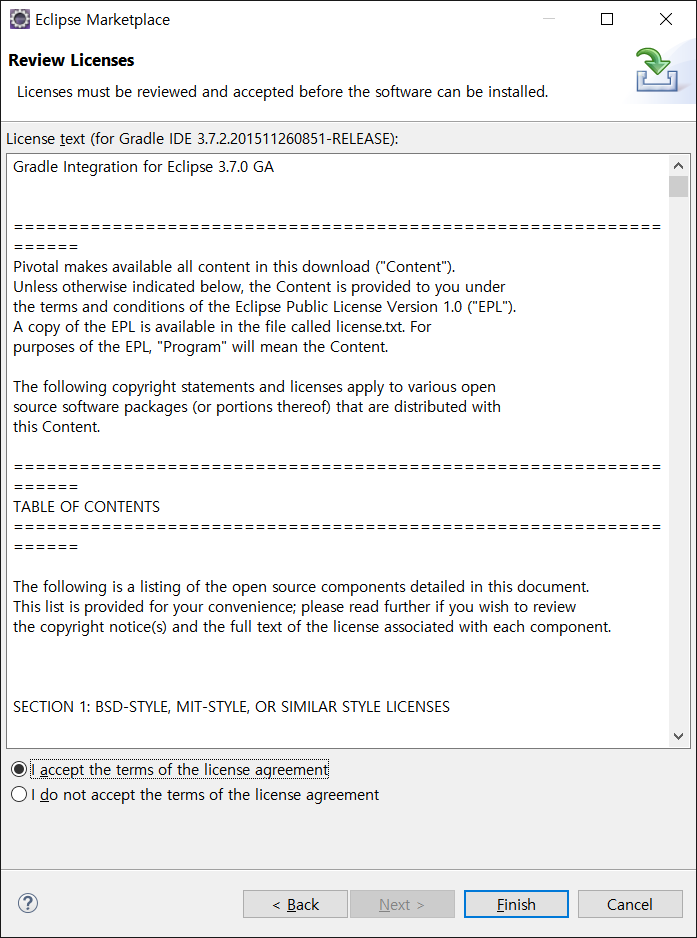 Eclipse Marketplace
Review Licenses
Licenses must be reviewed and accepted before the software can be installed.
License text (for Gradle IDE 3.7.2.201511260851-RELEASE):
Gradle Integration for Eclipse 3.7.0 GA
===========================================================
======
Pivotal makes available all content in this download ("Content").
Unless otherwise indicated below, the Content is provided to you under
the terms and conditions of the Eclipse Public License Version 1.0 ("EPL").
A copy of the EPL is available in the file called license.txt. For
purposes of the EPL, "Program" will mean the Content.
The following copyright statements and licenses apply to various open
source software packages (or portions thereof) that are distributed with
this Content.
===========================================================
======
TABLE OF CONTENTS
===========================================================
======
The following is a listing of the open source components detailed in this document.
This list is provided for your convenience; please read further if you wish to review
the copyright notice(s) and the full text of the license associated with each component.
SECTION 1: BSD-STYLE, MIT-STYLE, OR SIMILAR STYLE LICENSES
I accept the terms of the license agreement
I do not accept the terms of the license agreement
?
< Back
Next >
Finish
Cancel